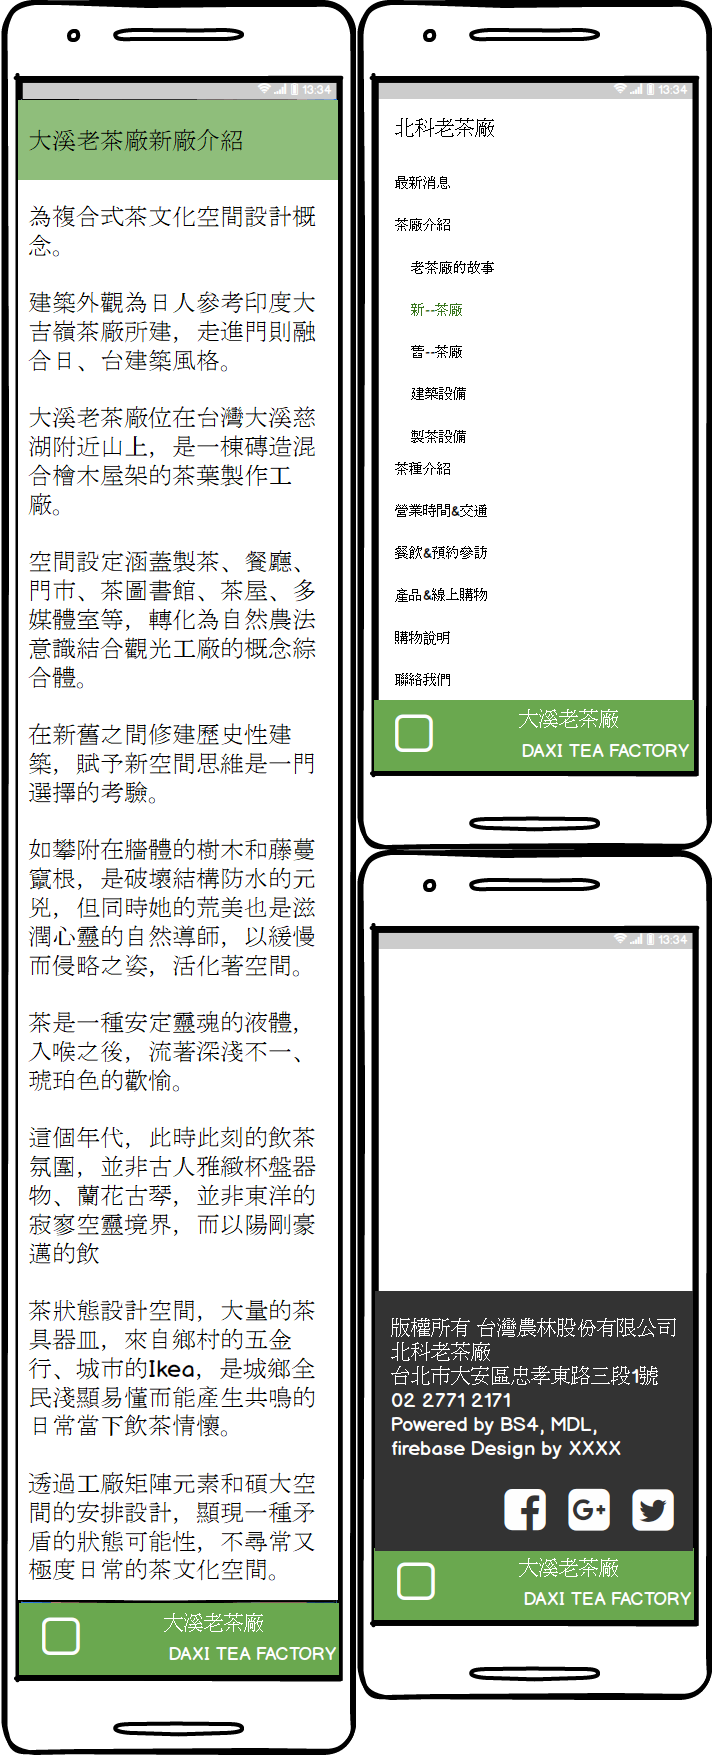 13:34
大溪老茶廠新廠介紹
為複合式茶文化空間設計概
念。
建築外觀為日人參考印度大
吉嶺茶廠所建，走進門則融
合日、台建築風格。
大溪老茶廠位在台灣大溪慈
湖附近山上，是一棟磚造混
合檜木屋架的茶葉製作工
廠。
空間設定涵蓋製茶、餐廳、
門市、茶圖書館、茶屋、多
媒體室等，轉化為自然農法
意識結合觀光工廠的概念綜
合體。
在新舊之間修建歷史性建
築，賦予新空間思維是一門
選擇的考驗。
如攀附在牆體的樹木和藤蔓
竄根，是破壞結構防水的元
兇，但同時她的荒美也是滋
潤心靈的自然導師，以緩慢
而侵略之姿，活化著空間。
茶是一種安定靈魂的液體，
入喉之後，流著深淺不一、
琥珀色的歡愉。
這個年代，此時此刻的飲茶
氛圍，並非古人雅緻杯盤器
物、蘭花古琴，並非東洋的
寂寥空靈境界，而以陽剛豪
邁的飲
茶狀態設計空間，大量的茶
具器皿，來自鄉村的五金
行、城市的Ikea，是城鄉全
民淺顯易懂而能產生共鳴的
日常當下飲茶情懷。
透過工廠矩陣元素和碩大空
間的安排設計，顯現一種矛
盾的狀態可能性，不尋常又
極度日常的茶文化空間。
大溪老茶廠
DAXI TEA FACTORY
13:34
北科老茶廠
最新消息
茶廠介紹
老茶廠的故事
新--茶廠
舊--茶廠
建築設備
製茶設備
茶種介紹
營業時間&交通
餐飲&預約參訪
產品&線上購物
購物說明
聯絡我們
大溪老茶廠
DAXI TEA FACTORY
13:34
版權所有 台灣農林股份有限公司
北科老茶廠
台北市大安區忠孝東路三段1號
02 2771 2171
Powered by BS4, MDL,
firebase Design by XXXX
大溪老茶廠
DAXI TEA FACTORY